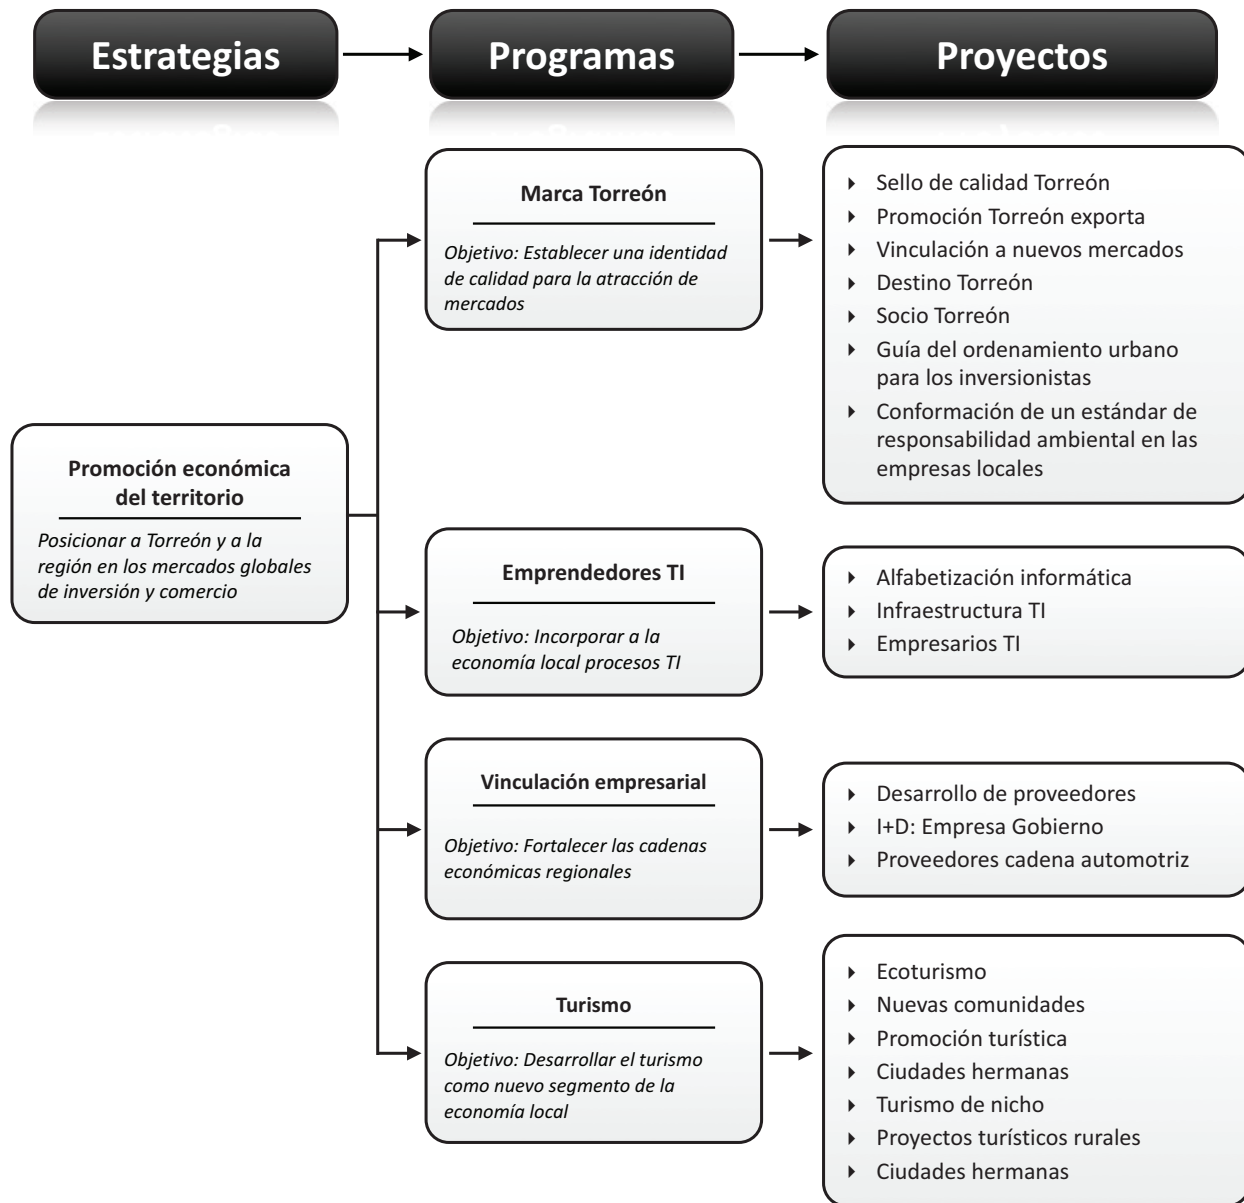 Estrategias
Programas
Proyectos
Marca Torreón
Objetivo: Establecer una identidad
de calidad para la atracción de
mercados
Sello de calidad Torreón
Promoción Torreón exporta
Vinculación a nuevos mercados
Destino Torreón
Socio Torreón
Guía del ordenamiento urbano
para los inversionistas
Conformación de un estándar de
responsabilidad ambiental en las
empresas locales
Promoción económica
del territorio
Posicionar a Torreón y a la
región en los mercados globales
de inversión y comercio
Emprendedores TI
Objetivo: Incorporar a la
economía local procesos TI
Alfabetización informática
Infraestructura TI
Empresarios TI
Vinculación empresarial
Objetivo: Fortalecer las cadenas
económicas regionales
Desarrollo de proveedores
I+D: Empresa Gobierno
Proveedores cadena automotriz
Turismo
Objetivo: Desarrollar el turismo
como nuevo segmento de la
economía local
Ecoturismo
Nuevas comunidades
Promoción turística
Ciudades hermanas
Turismo de nicho
Proyectos turísticos rurales
Ciudades hermanas